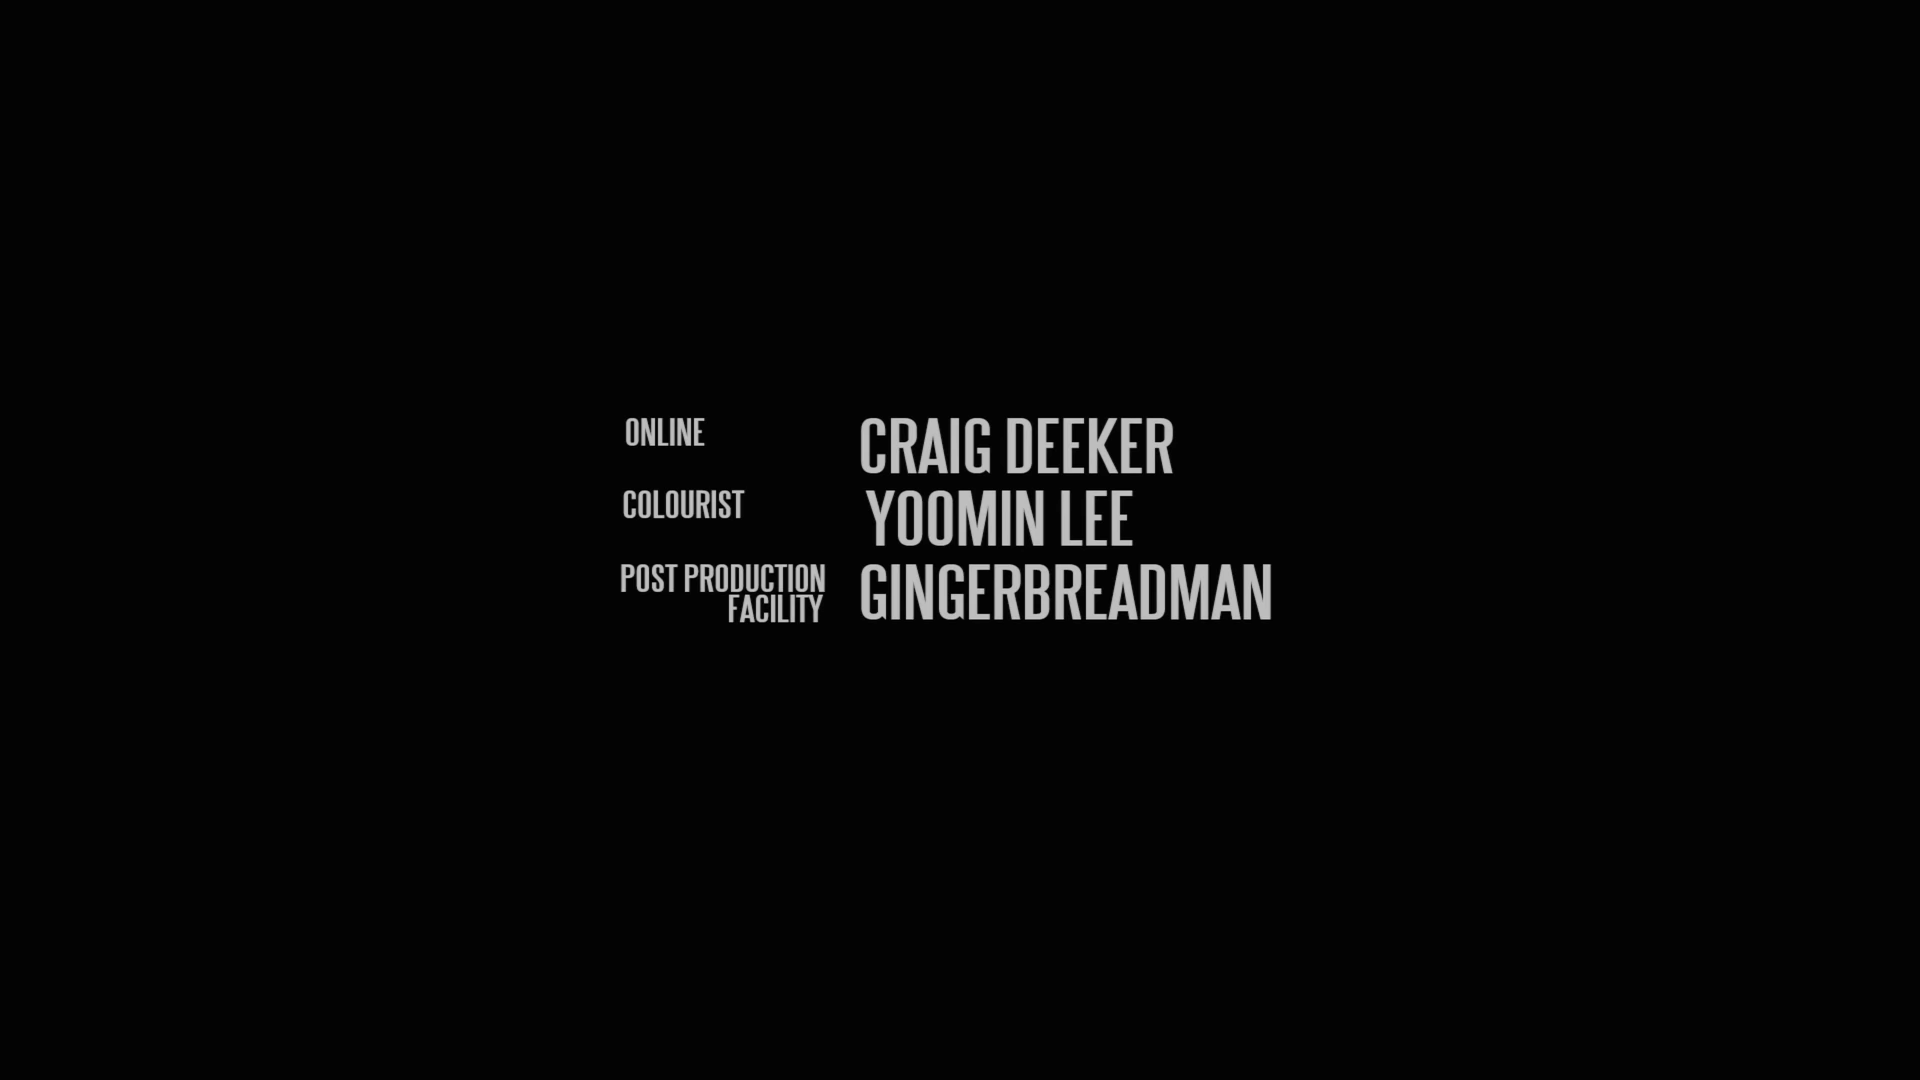 ONLINE CRAIG DEEKER
COLOURIST YOOMIN LEE
POST PRODUCTION GINGERBREADMAN
FACILITY